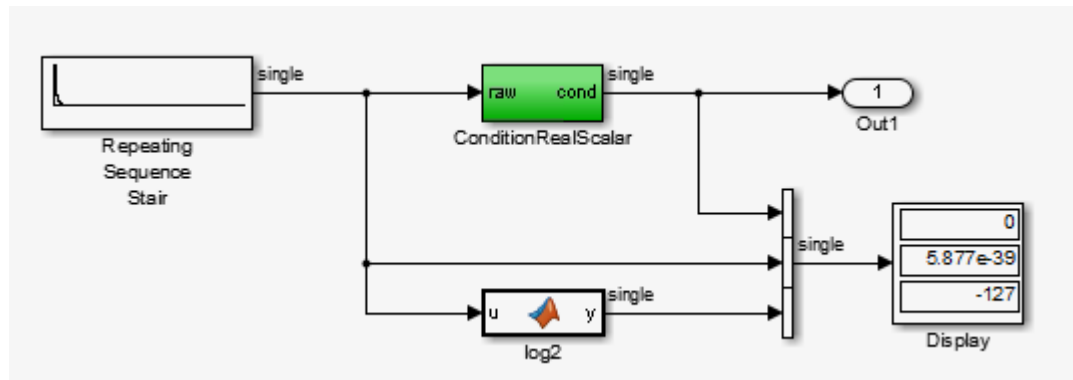 single
Repeating
Sequence
Stair
raw cond
single
ConditionRealScalar
1
Out1
u y
single
log2
single
0
5.877e-39
-127
Display